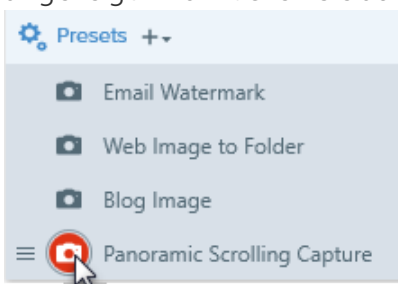 Presets
Email Watermark
Web Image to Folder
Blog Image
Panoramic Scrolling Capture